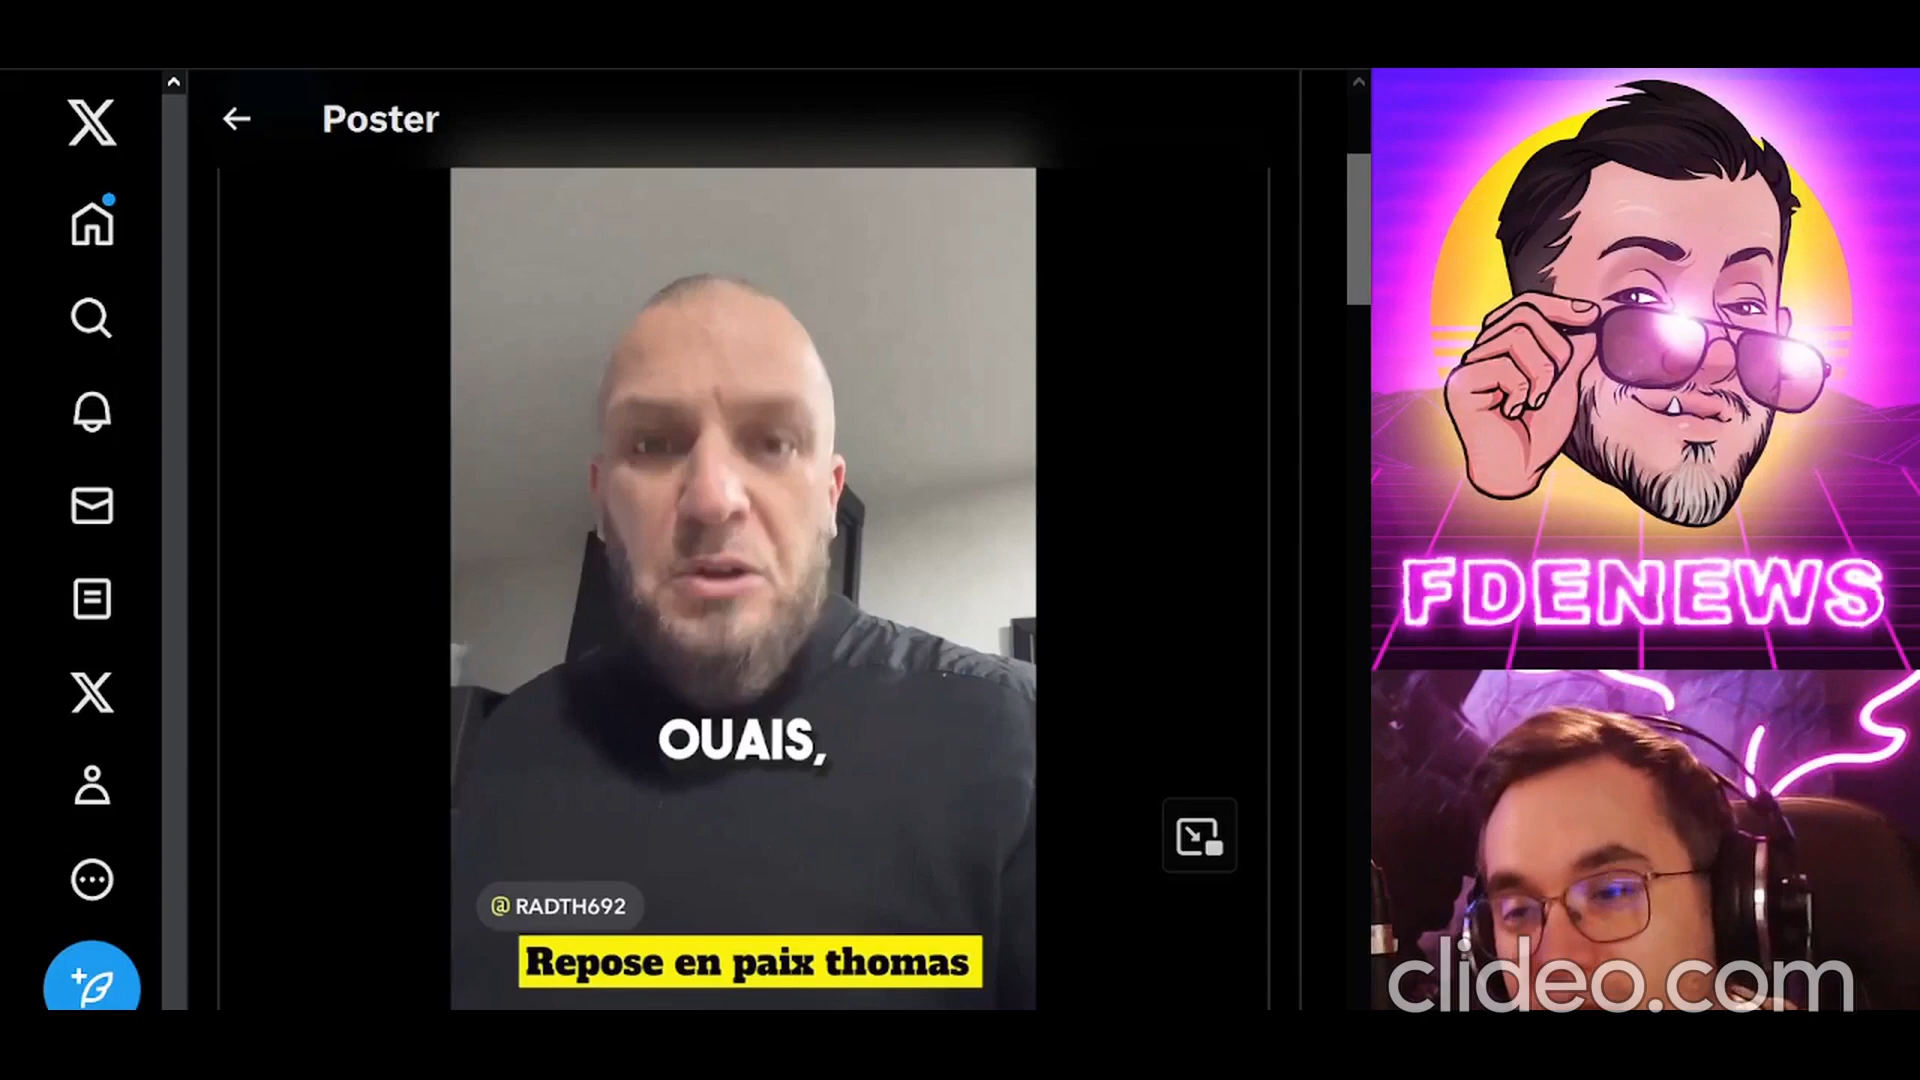 Poster
OUAIS,
@RADTH692
Repose en paix thomas
FDENEWS
clideo.com